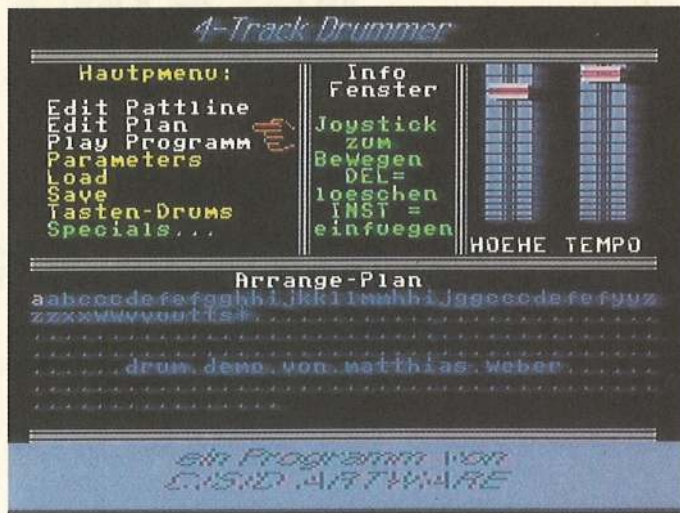 4-Track Drummer
Hautpmenu:
Edit Pattline
Edit Plan
Play Programm
Parameters
Load
Save
Tasten-Drums
Specials...
Info
Fenster
Joystick
zum
Bewegen
DEL=
loeschen
INST =
einfuegen
HOEHE TEMPO
Arrange-Plan
drum demo von matthias weber
ein Programm von
C.S.I.D. ARTWARE